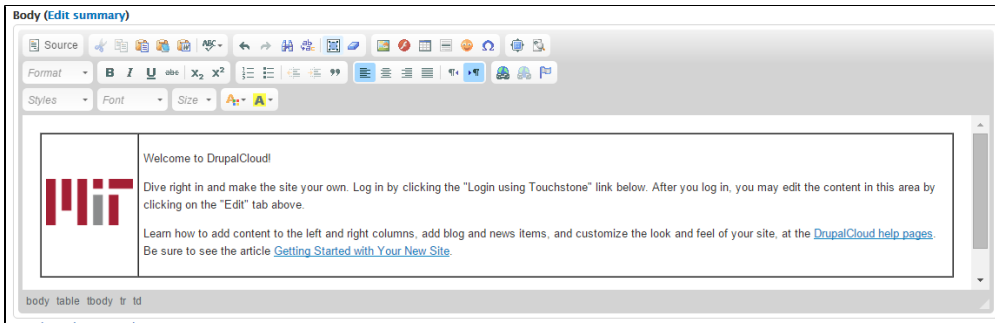 Body (Edit summary)
Source
ABC
Format B I U abc X₂ X²
Styles Font Size A A
Welcome to DrupalCloud!
Dive right in and make the site your own. Log in by clicking the "Login using Touchstone" link below. After you log in, you may edit the content in this area by
clicking on the "Edit" tab above.
MIT
Learn how to add content to the left and right columns, add blog and news items, and customize the look and feel of your site, at the DrupalCloud help pages.
Be sure to see the article Getting Started with Your New Site.
body table tbody tr td